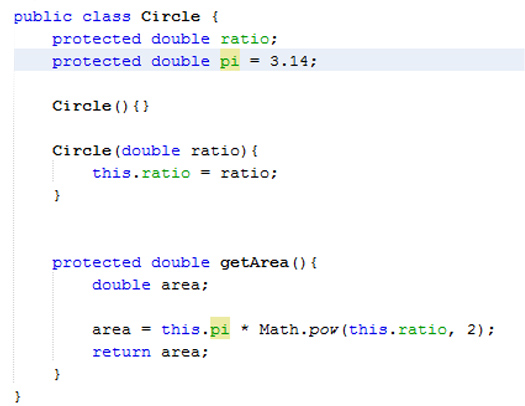 public class Circle {
    protected double ratio;
    protected double pi = 3.14;
    Circle(){}
    Circle(double ratio){
        this.ratio = ratio;
    }
    protected double getArea(){
        double area;
        area = this.pi * Math.pow(this.ratio, 2);
        return area;
    }
}